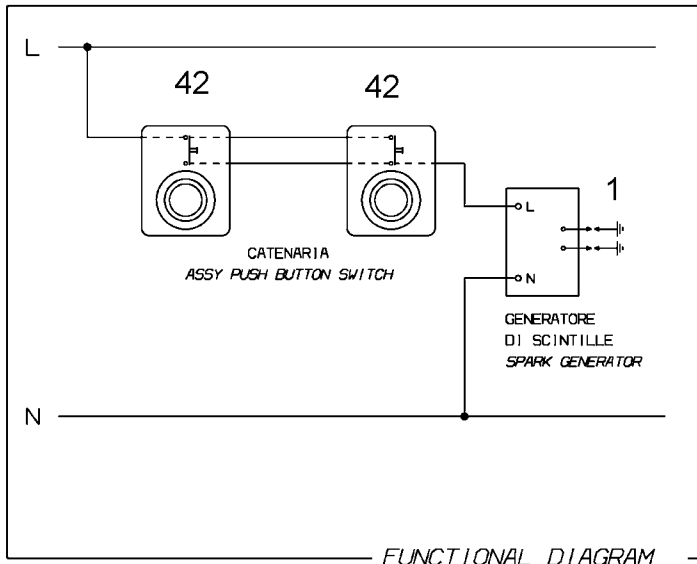 L
42 42
1
L
CATENARIA
ASSY PUSH BUTTON SWITCH
N
GENERATORE
DI SCINTILLE
SPARK GENERATOR
N
FUNCTIONAL DIAGRAM